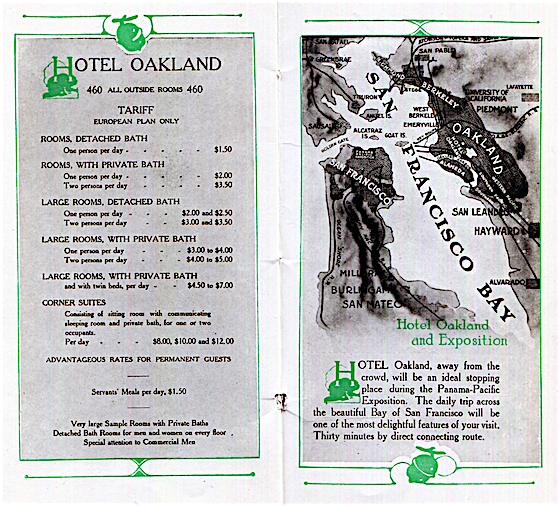 HOTEL OAKLAND
460 ALL OUTSIDE ROOMS 460
TARIFF
EUROPEAN PLAN ONLY
ROOMS, DETACHED BATH
One person per day - - - - - $1.50
ROOMS, WITH PRIVATE BATH
One person per day - - - - - $2.00
Two persons per day - - - - - $3.50
LARGE ROOMS, DETACHED BATH
One person per day - - - $2.00 and $2.50
Two persons per day - - - $3.00 and $3.50
LARGE ROOMS, WITH PRIVATE BATH
One person per day - - - $3.00 to $4.00
Two persons per day - - - $4.00 to $5.00
LARGE ROOMS, WITH PRIVATE BATH
and with twin beds, per day - - $4.50 to $7.00
CORNER SUITES
Consisting of sitting room with communicating
sleeping room and private bath, for one or two
occupants.
Per day - - - - $8.00, $10.00 and $12.00
ADVANTAGEOUS RATES FOR PERMANENT GUESTS
Servants' Meals per day, $1.50
Very large Sample Rooms with Private Baths
Detached Bath Rooms for men and women on every floor
Special attention to Commercial Men
SAN RAFAEL
GREENBRAE
SAN PABLO
TIBURON
ANGEL IS.
SAUSALITO
ALCATRAZ IS
GOAT IS.
GOLDEN GATE
BERKELEY
WEST BERKELEY
EMERYVILLE
UNIVERSITY OF CALIFORNIA
LAFAYETTE
PIEDMONT
OAKLAND
ALAMEDA
SAN FRANCISCO
SAN FRANCISCO BAY
SAN LEANDRO
HAYWARD
ALVARADO
MILLBRAE
BURLINGAME
SAN MATEO
Hotel Oakland
and Exposition
HOTEL Oakland, away from the
crowd, will be an ideal stopping
place during the Panama-Pacific
Exposition. The daily trip across
the beautiful Bay of San Francisco will be
one of the most delightful features of your visit.
Thirty minutes by direct connecting route.